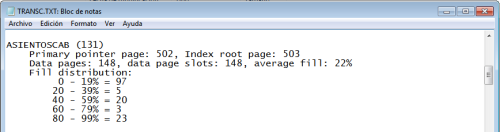 TRANSC.TXT: Bloc de notas
Archivo Edición Formato Ver Ayuda
ASIENTOSCAB (131)
Primary pointer page: 502, Index root page: 503
Data pages: 148, data page slots: 148, average fill: 22%
Fill distribution:
0 - 19% = 97
20 - 39% = 5
40 - 59% = 20
60 - 79% = 3
80 - 99% = 23